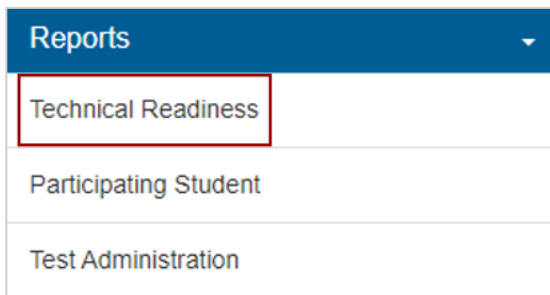 Reports
Technical Readiness
Participating Student
Test Administration